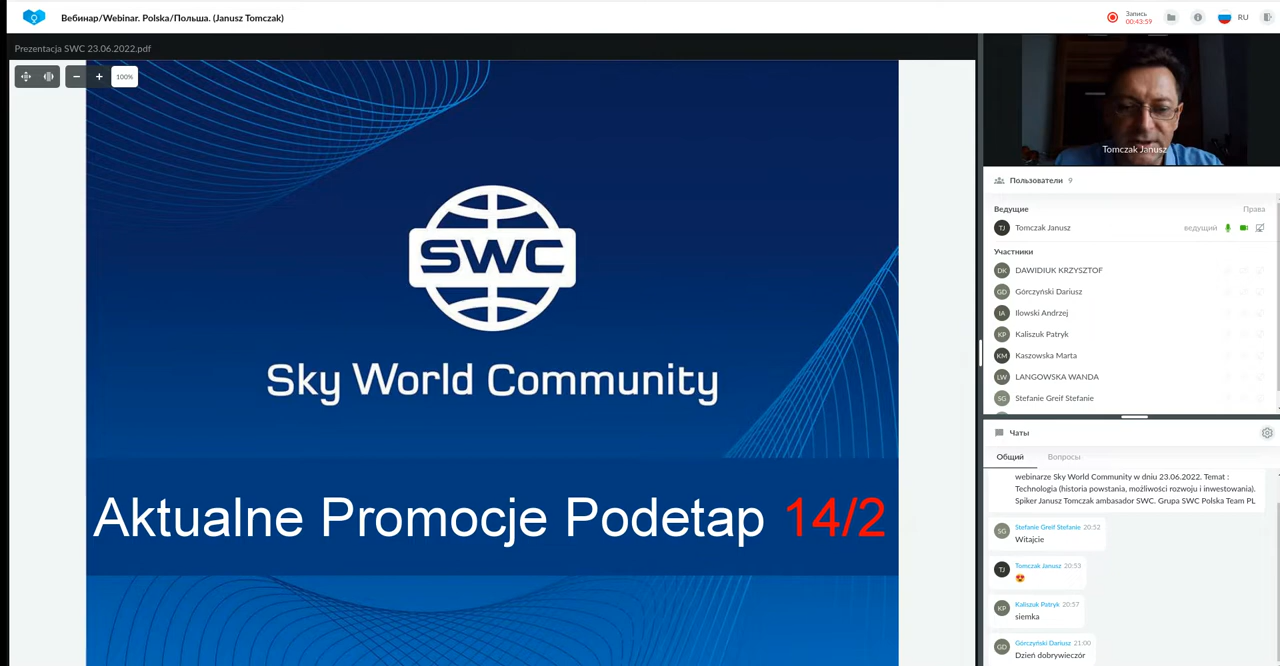 Вебинар/Webinar. Polska/Польша. (Janusz Tomczak)
Запись
00:43:59
RU
Prezentacja SWC 23.06.2022.pdf
100%
SWC
Sky World Community
Aktualne Promocje Podetap 14/2
Tomczak Janusz
Пользователи 9
Ведущие Права
TJ Tomczak Janusz ведущий
Участники
DK DAWIDIUK KRZYSZTOF
GD Górczyński Dariusz
IA Ilowski Andrzej
KP Kaliszuk Patryk
KM Kaszowska Marta
LW LANGOWSKA WANDA
SG Stefanie Greif Stefanie
Чаты
Общий Вопросы
webinarze Sky World Community w dniu 23.06.2022. Temat :
Technologia (historia powstania, możliwości rozwoju i inwestowania).
Spiker Janusz Tomczak ambasador SWC. Grupa SWC Polska Team PL
SG Stefanie Greif Stefanie 20:52
Witajcie
TJ Tomczak Janusz 20:53
😍
KP Kaliszuk Patryk 20:57
siemka
GD Górczyński Dariusz 21:00
Dzień dobrywieczór